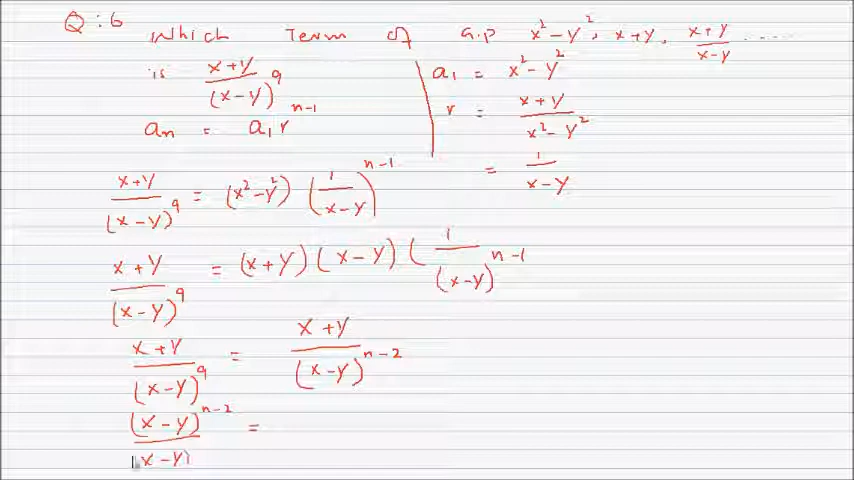 Q : 6 Which Term of G.P x² - y², x + y, (x + y)/(x - y) .....
is (x + y)/(x - y)⁹
a₁ = x² - y²
aₙ = a₁ rⁿ⁻¹
r = (x + y)/(x² - y²)
= 1/(x - y)
(x + y)/(x - y)⁹ = (x² - y²) (1/(x - y))ⁿ⁻¹
(x + y)/(x - y)⁹ = (x + y) (x - y) (1/(x - y)ⁿ⁻¹
(x + y)/(x - y)⁹ = (x + y)/(x - y)ⁿ⁻²
(x - y)ⁿ⁻²/(x - y) =